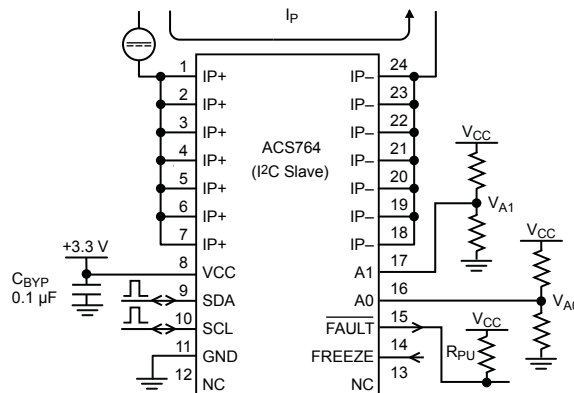 IP
1 IP+ IP– 24
2 IP+ IP– 23
3 IP+ IP– 22
4 IP+ IP– 21
5 IP+ IP– 20
6 IP+ IP– 19
7 IP+ IP– 18
ACS764
(I2C Slave)
VCC
VA1
+3.3 V
8 VCC A1 17
CBYP
0.1 µF
9 SDA A0 16
VCC
VA0
10 SCL FAULT 15
VCC
RPU
11 GND FREEZE 14
12 NC NC 13